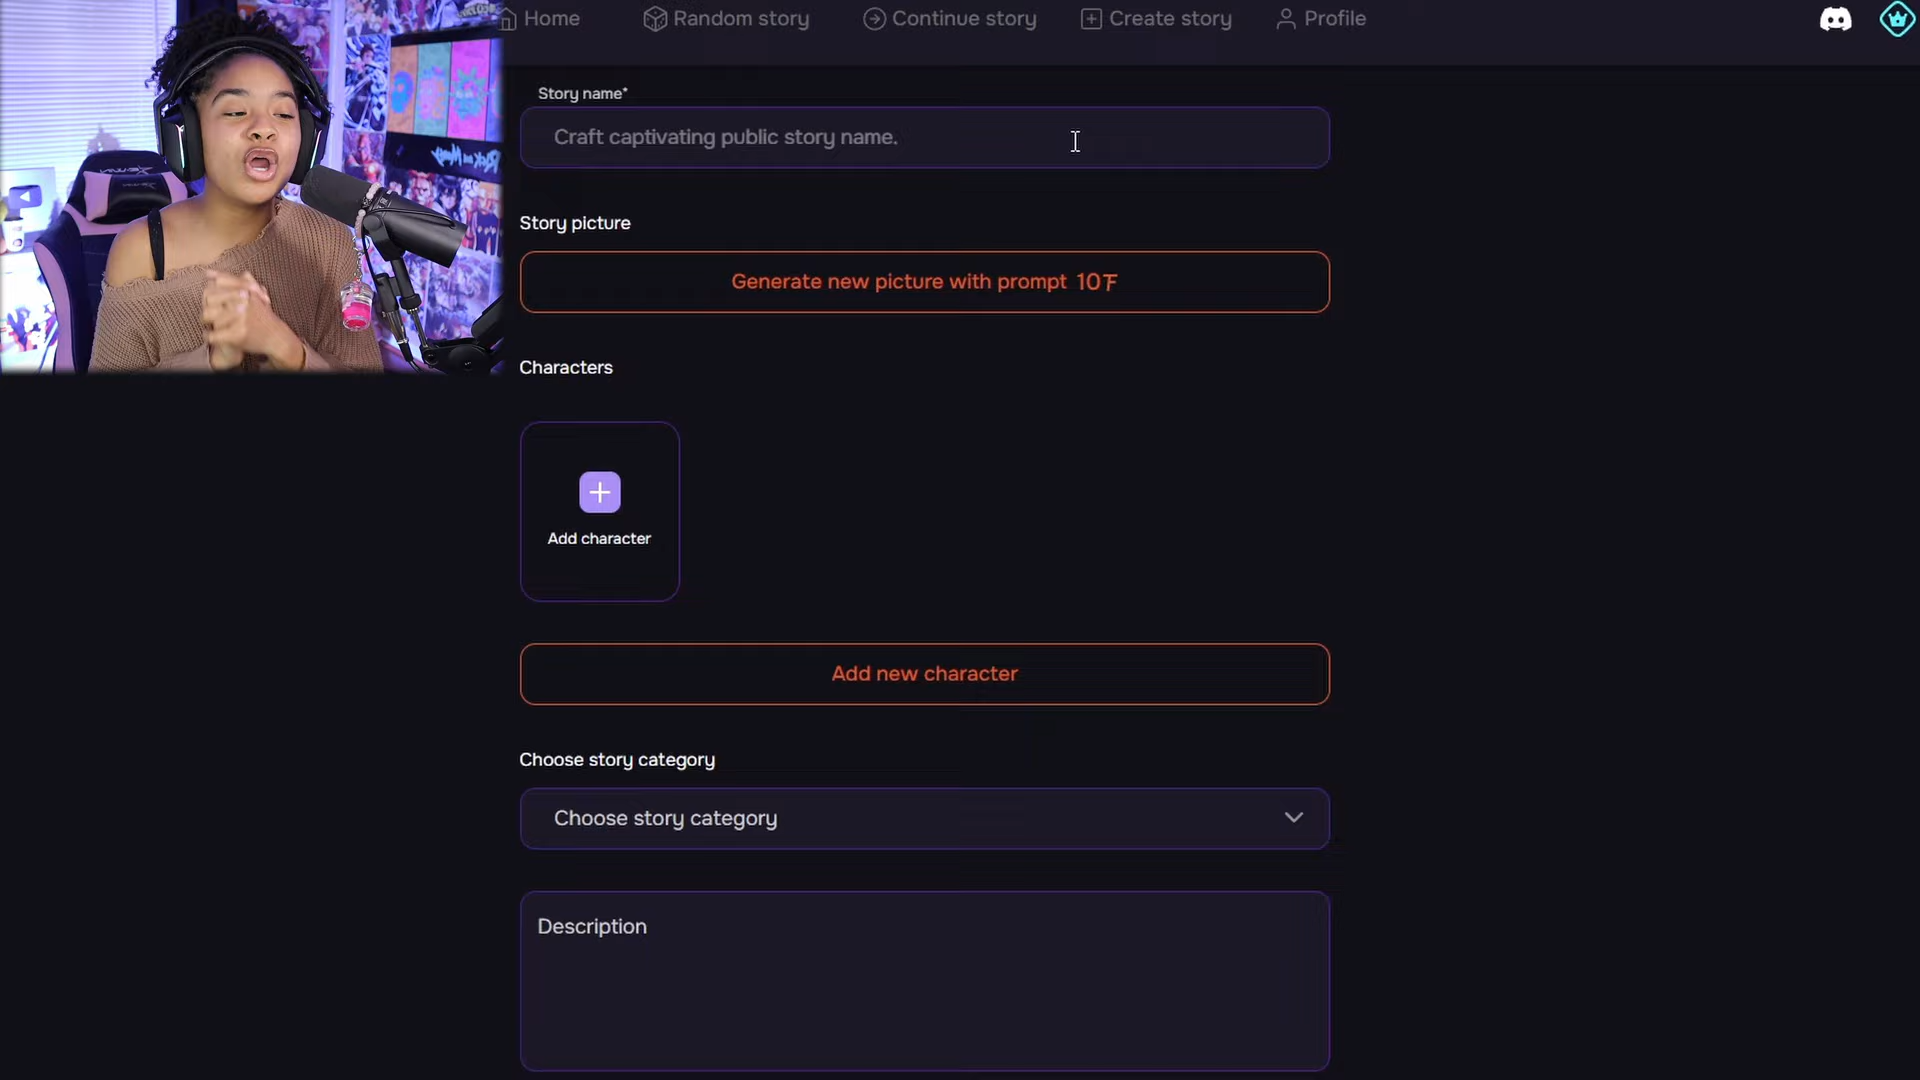 Home
Random story
Continue story
Create story
Profile
Story name*
Craft captivating public story name.
Story picture
Generate new picture with prompt 10
Characters
Add character
Add new character
Choose story category
Choose story category
Description